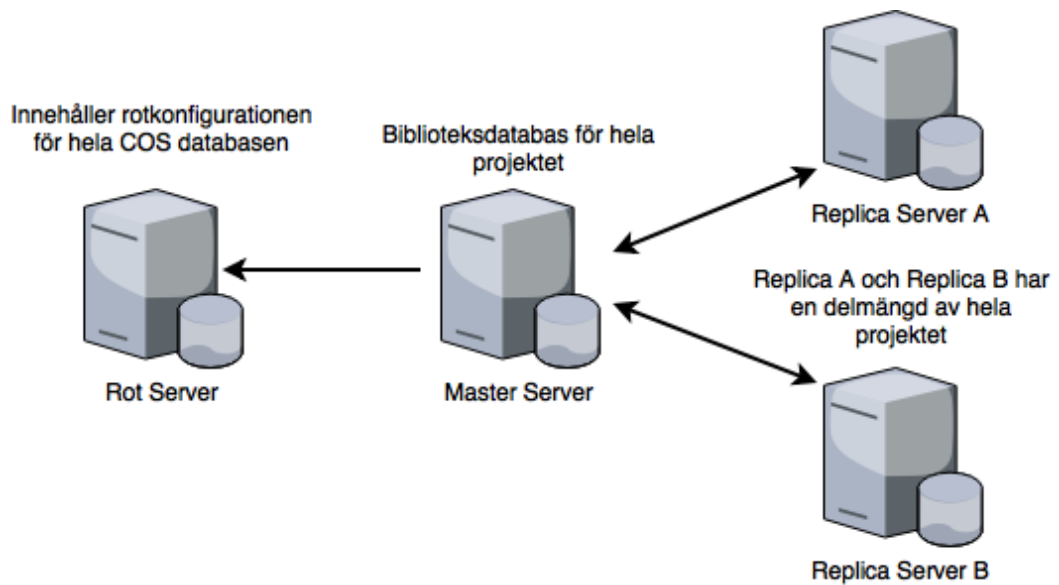 Innehåller rotkonfigurationen
för hela COS databasen
Rot Server
Biblioteksdatabas för hela
projektet
Master Server
Replica Server A
Replica A och Replica B har
en delmängd av hela
projektet
Replica Server B